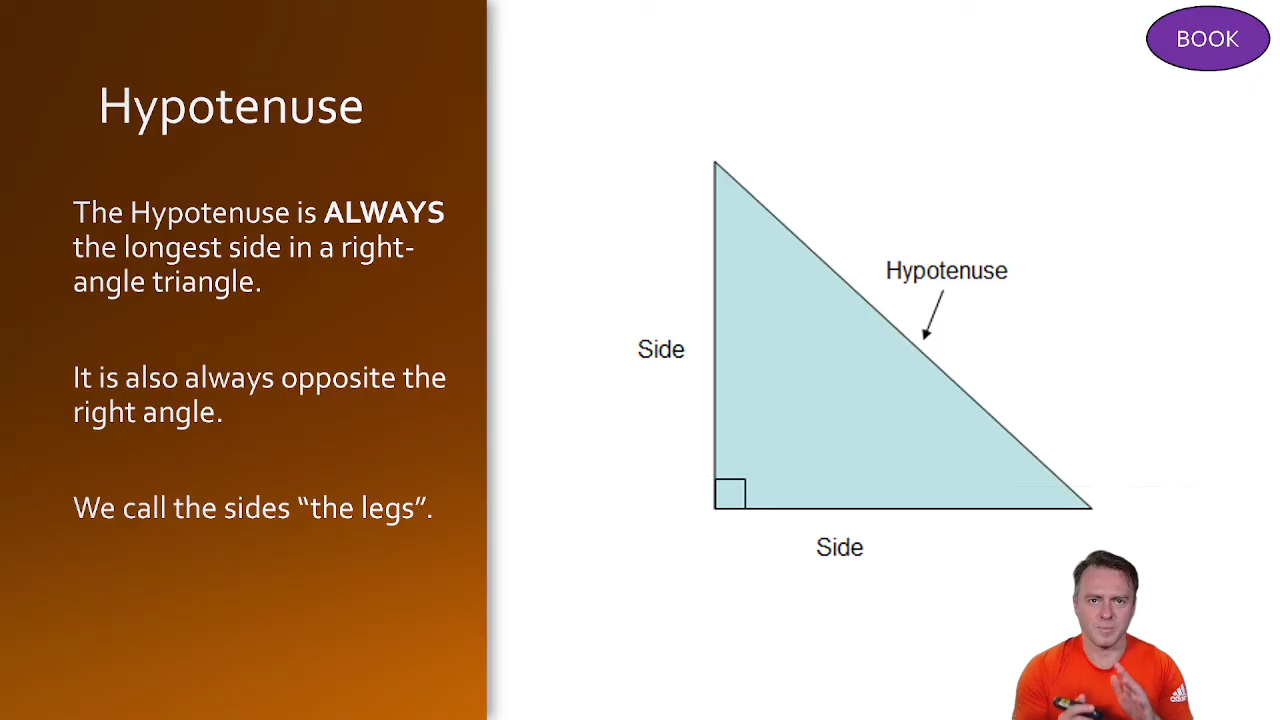 BOOK
Hypotenuse
The Hypotenuse is ALWAYS
the longest side in a right-
angle triangle.
It is also always opposite the
right angle.
We call the sides “the legs”.
Hypotenuse
Side
Side
adidas